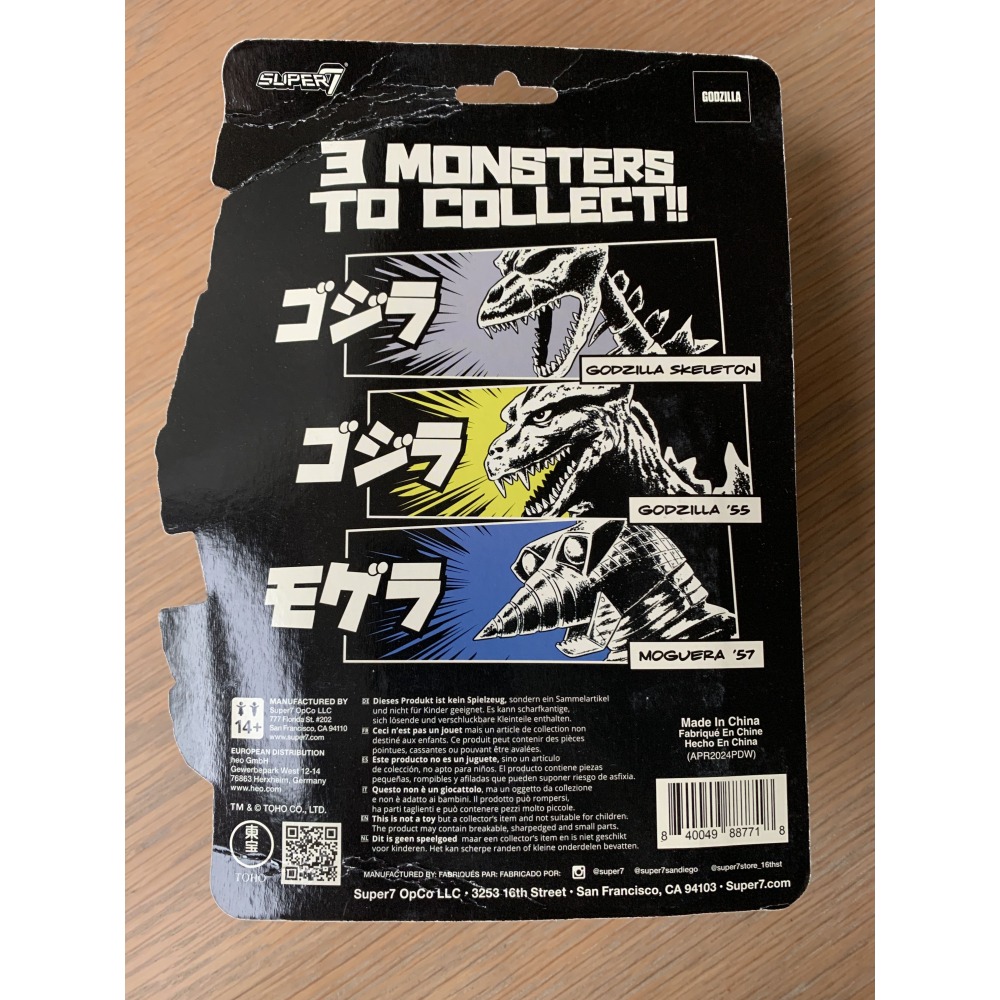 SUPER7
GODZILLA
3 MONSTERS
TO COLLECT!!
ゴジラ
GODZILLA SKELETON
ゴジラ
GODZILLA '55
モゲラ
MOGUERA '57
14+
MANUFACTURED BY
Super7 OpCo LLC
777 Florida St. #202
San Francisco, CA 94110
www.super7.com
EUROPEAN DISTRIBUTION
heo GmbH
Gewerbepark West 12-14
76863 Herxheim, Germany
www.heo.com
TM & © TOHO CO., LTD.
東宝
TOHO
DE Dieses Produkt ist kein Spielzeug, sondern ein Sammelartikel
und nicht für Kinder geeignet. Es kann scharfkantige,
sich lösende und verschluckbare Kleinteile enthalten.
FR Ceci n'est pas un jouet mais un article de collection non
destiné aux enfants. Ce produit peut contenir des pièces
pointues, cassantes ou pouvant être avalées.
ES Este producto no es un juguete, sino un artículo
de colección, no apto para niños. El producto contiene piezas
pequeñas, rompibles y afiladas que pueden suponer riesgo de asfixia.
IT Questo non è un giocattolo, ma un oggetto da collezione
e non è adatto ai bambini. Il prodotto può rompersi,
ha parti taglienti e può contenere pezzi molto piccole.
EN This is not a toy but a collector's item and not suitable for children.
The product may contain breakable, sharpedged and small parts.
NL Dit is geen speelgoed maar een collector's item en is niet geschikt
voor kinderen. Het kan scherpe randen of kleine onderdelen bevatten.
Made In China
Fabriqué En Chine
Hecho En China
(APR2024PDW)
8 40049 88771 8
MANUFACTURED BY: FABRIQUÉS PAR: FABRICADO POR: @super7 @super7sandiego @super7store_16thst
Super7 OpCo LLC • 3253 16th Street • San Francisco, CA 94103 • Super7.com